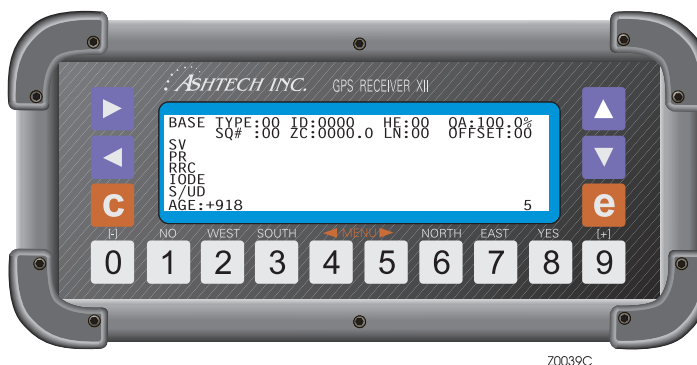 ASHTECH INC. GPS RECEIVER XII
BASE TYPE:00 ID:0000 HE:00 QA:100.0%
SQ# :00 ZC:0000.0 LN:00 OFFSET:00
SV
PR
RRC
IODE
S/UD
AGE:+918 5
c e
[-] NO WEST SOUTH ◄MENU► NORTH EAST YES [+]
0 1 2 3 4 5 6 7 8 9
Z0039C